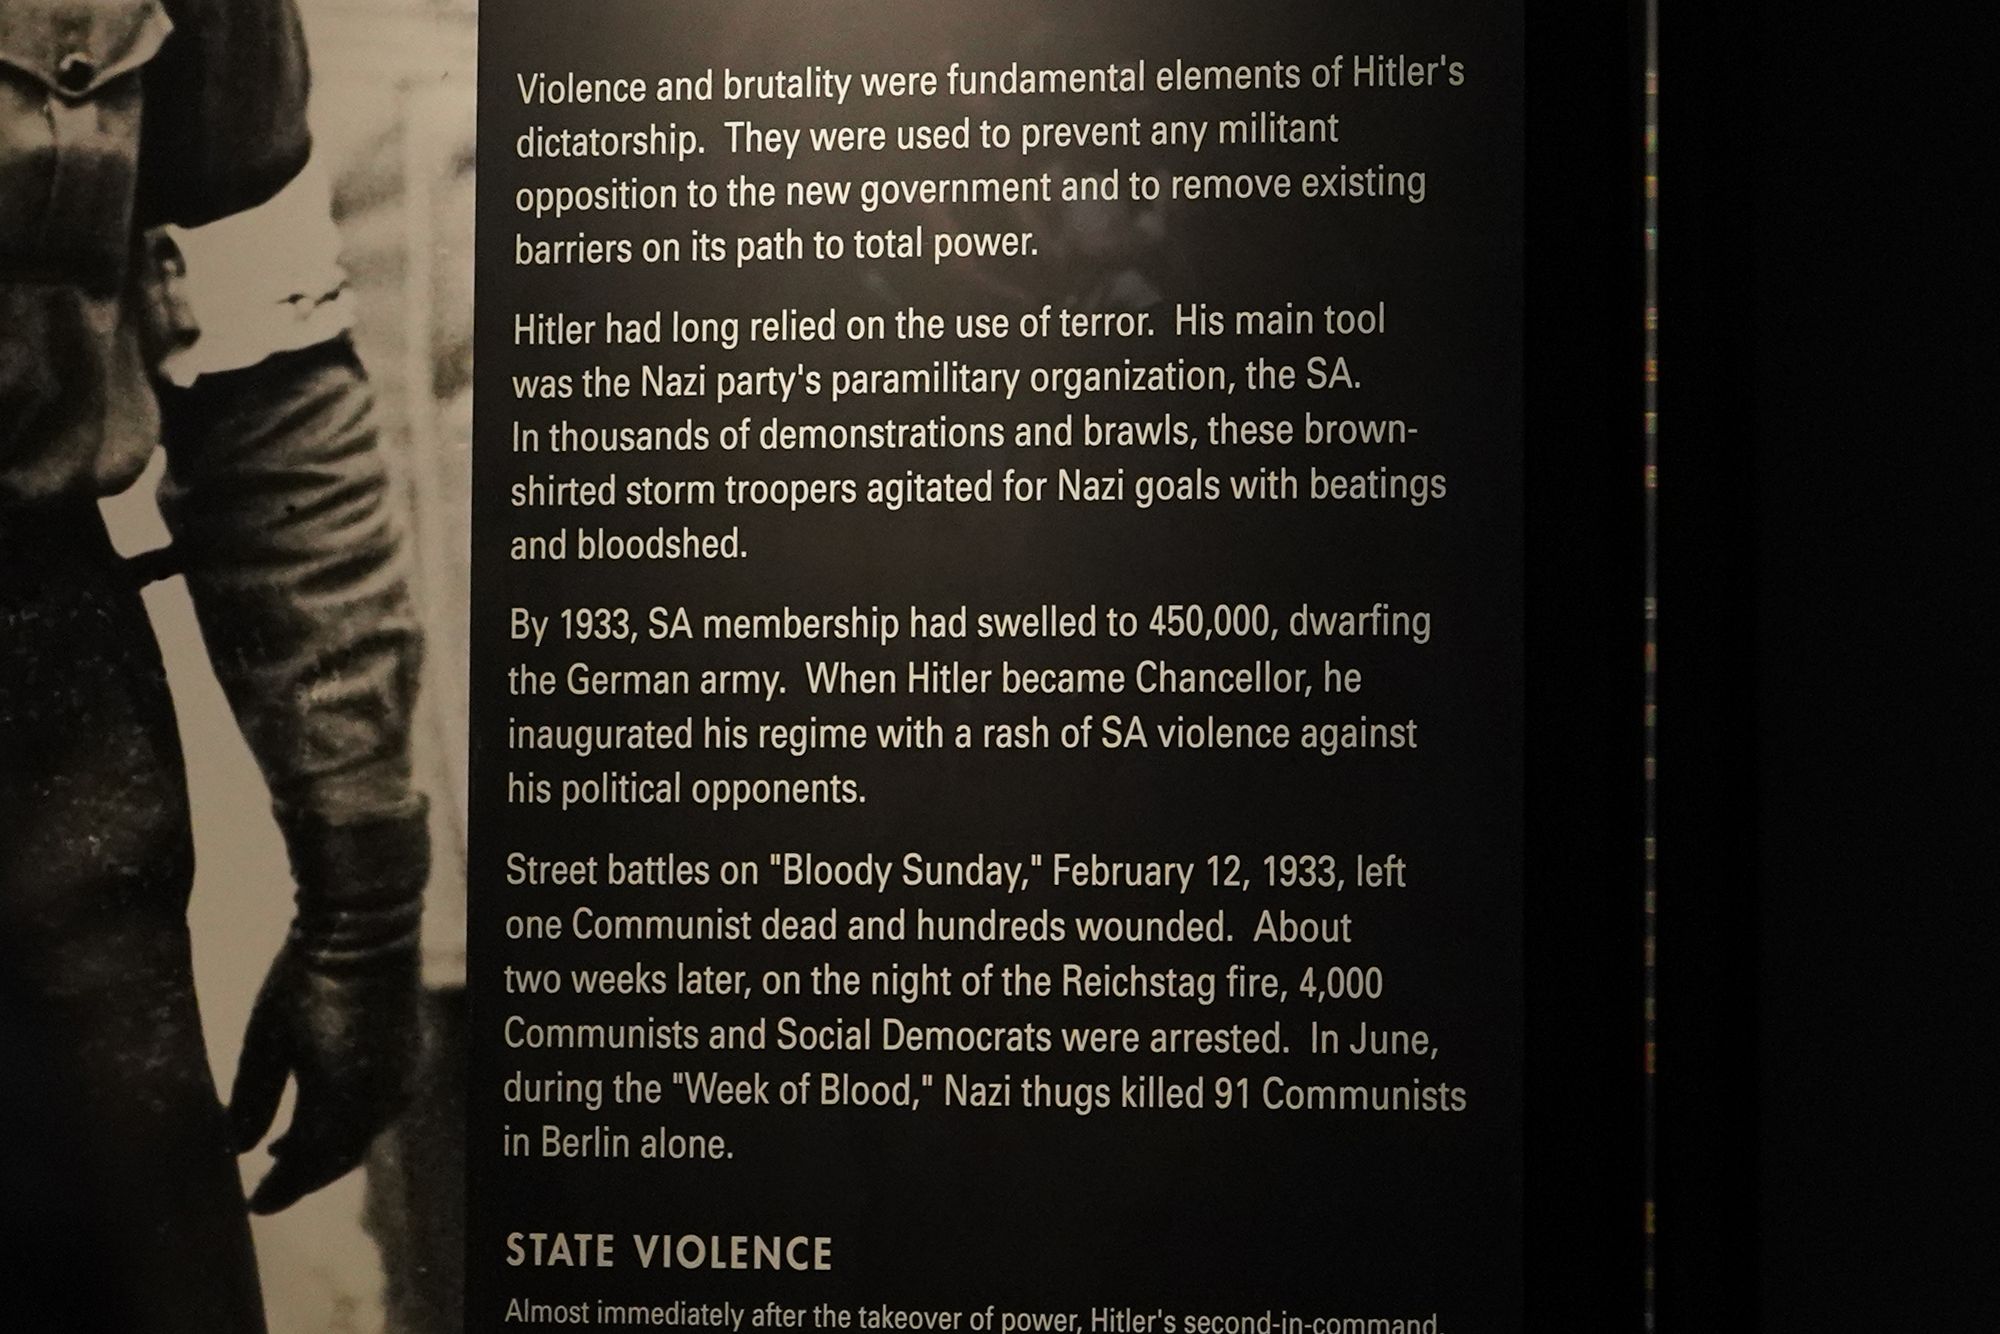 Violence and brutality were fundamental elements of Hitler's
dictatorship.  They were used to prevent any militant
opposition to the new government and to remove existing
barriers on its path to total power.
Hitler had long relied on the use of terror.  His main tool
was the Nazi party's paramilitary organization, the SA.
In thousands of demonstrations and brawls, these brown-
shirted storm troopers agitated for Nazi goals with beatings
and bloodshed.
By 1933, SA membership had swelled to 450,000, dwarfing
the German army.  When Hitler became Chancellor, he
inaugurated his regime with a rash of SA violence against
his political opponents.
Street battles on "Bloody Sunday," February 12, 1933, left
one Communist dead and hundreds wounded.  About
two weeks later, on the night of the Reichstag fire, 4,000
Communists and Social Democrats were arrested.  In June,
during the "Week of Blood," Nazi thugs killed 91 Communists
in Berlin alone.
STATE VIOLENCE
Almost immediately after the takeover of power, Hitler's second-in-command,